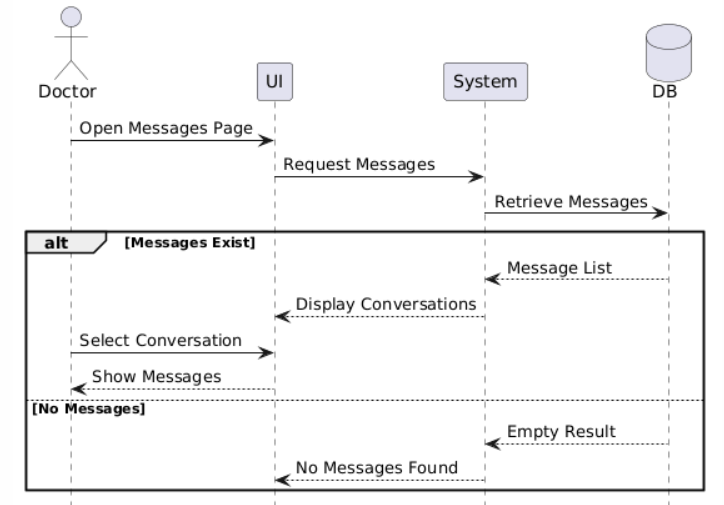 Doctor
UI
System
DB
Open Messages Page
Request Messages
Retrieve Messages
alt [Messages Exist]
Message List
Display Conversations
Select Conversation
Show Messages
[No Messages]
Empty Result
No Messages Found